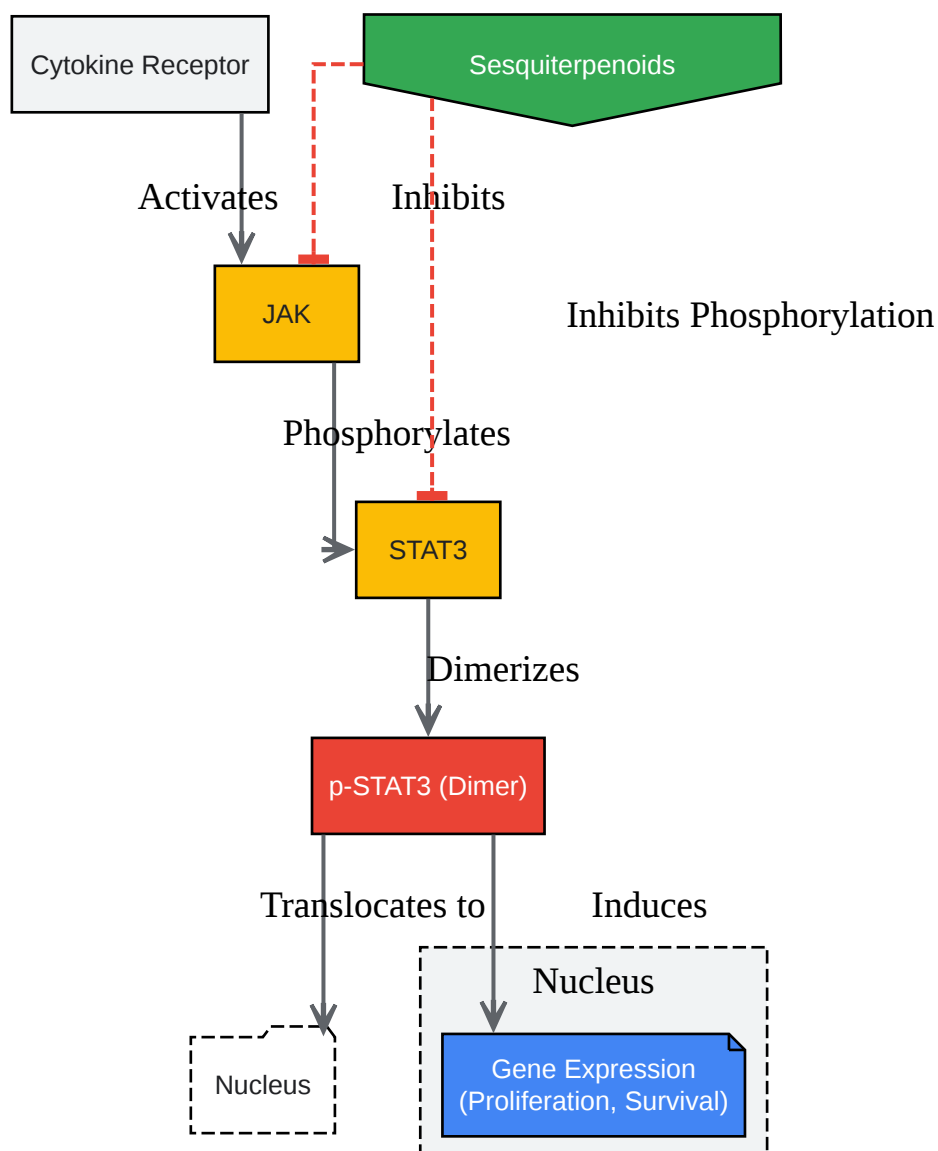 Cytokine Receptor
Sesquiterpenoids
Activates
Inhibits
JAK
Inhibits Phosphorylation
Phosphorylates
STAT3
Dimerizes
p-STAT3 (Dimer)
Translocates to
Induces
Nucleus
Nucleus
Gene Expression
(Proliferation, Survival)